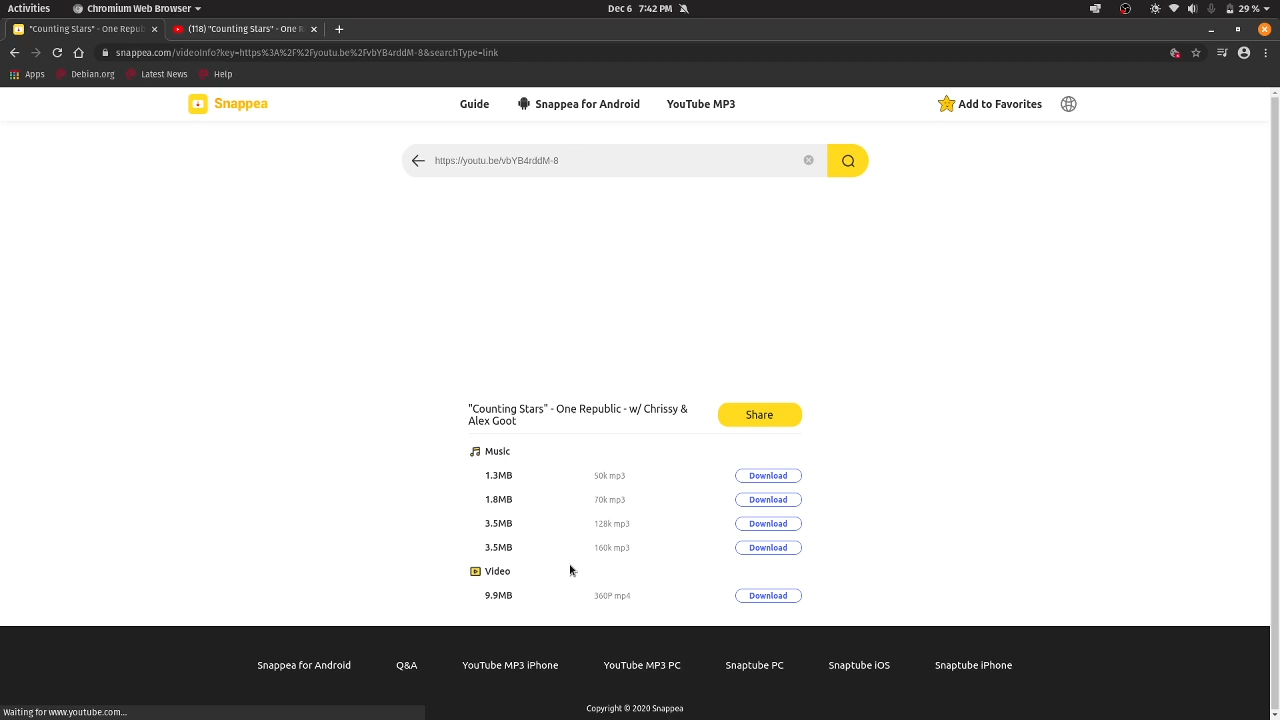 Activities
Chromium Web Browser
Dec 6 7:42 PM
29 %
"Counting Stars" - One Repub
(118) "Counting Stars" - One R
snappea.com/videoInfo?key=https%3A%2F%2Fyoutu.be%2FvbYB4rddM-8&searchType=link
Apps
Debian.org
Latest News
Help
Snappea
Guide
Snappea for Android
YouTube MP3
Add to Favorites
https://youtu.be/vbYB4rddM-8
"Counting Stars" - One Republic - w/ Chrissy &
Alex Goot
Share
Music
1.3MB 50k mp3 Download
1.8MB 70k mp3 Download
3.5MB 128k mp3 Download
3.5MB 160k mp3 Download
Video
9.9MB 360P mp4 Download
Snappea for Android
Q&A
YouTube MP3 iPhone
YouTube MP3 PC
Snaptube PC
Snaptube iOS
Snaptube iPhone
Copyright © 2020 Snappea
Waiting for www.youtube.com...